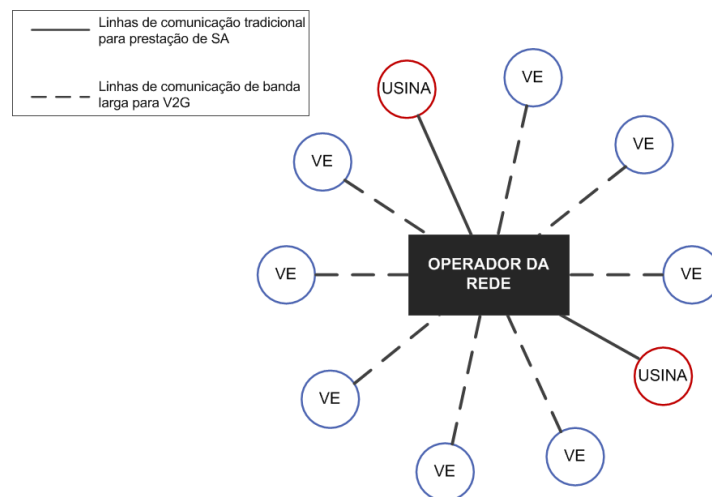 Linhas de comunicação tradicional
para prestação de SA
Linhas de comunicação de banda
larga para V2G
USINA
VE
VE
VE
OPERADOR DA
REDE
VE
VE
USINA
VE
VE
VE